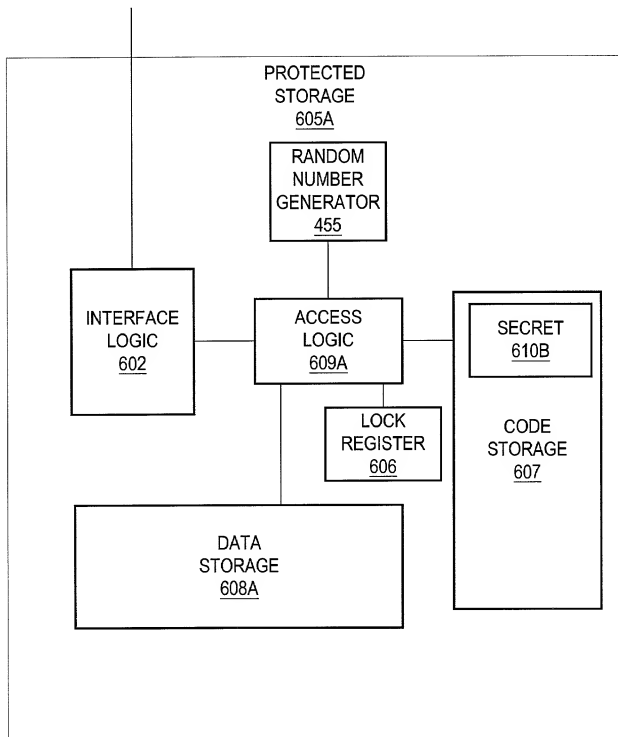 PROTECTED
STORAGE
605A
RANDOM
NUMBER
GENERATOR
455
INTERFACE
LOGIC
602
ACCESS
LOGIC
609A
SECRET
610B
LOCK
REGISTER
606
CODE
STORAGE
607
DATA
STORAGE
608A